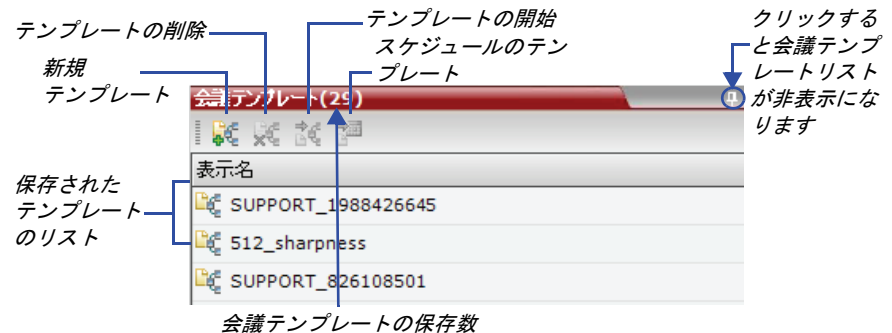 テンプレートの削除
テンプレートの開始
スケジュールのテン
プレート
クリックする
と会議テンプ
レートリスト
が非表示にな
ります
新規
テンプレート
会議テンプレート(29)
表示名
保存された
テンプレート
のリスト
SUPPORT_1988426645
512_sharpness
SUPPORT_826108501
会議テンプレートの保存数